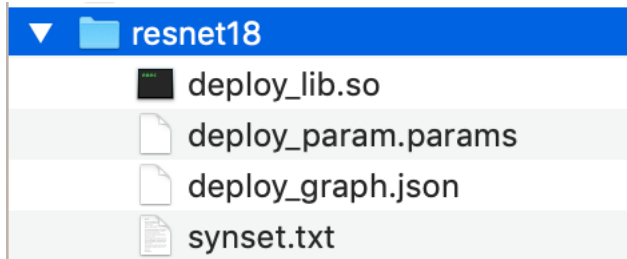 resnet18
deploy_lib.so
deploy_param.params
deploy_graph.json
synset.txt